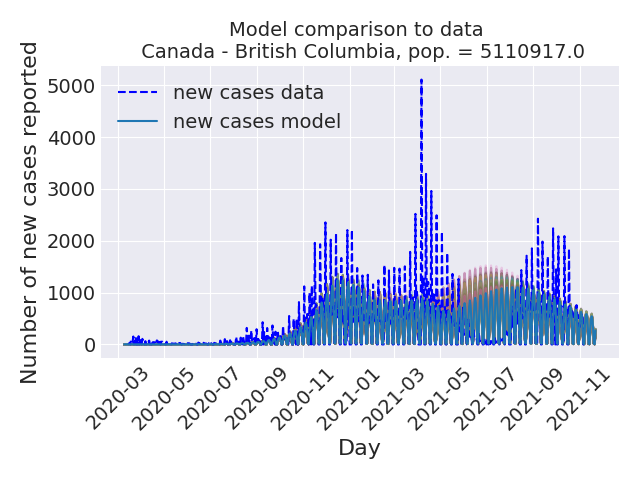 Model comparison to data
Canada - British Columbia, pop. = 5110917.0
Number of new cases reported
5000
4000
3000
2000
1000
0
new cases data
new cases model
2020-03
2020-05
2020-07
2020-09
2020-11
2021-01
2021-03
2021-05
2021-07
2021-09
2021-11
Day